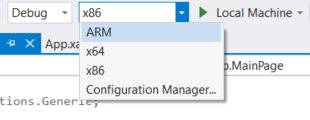 Debug x86 Local Machine
ARM
App.xa
x64
x86 .MainPage
Configuration Manager...
tions.Generic;